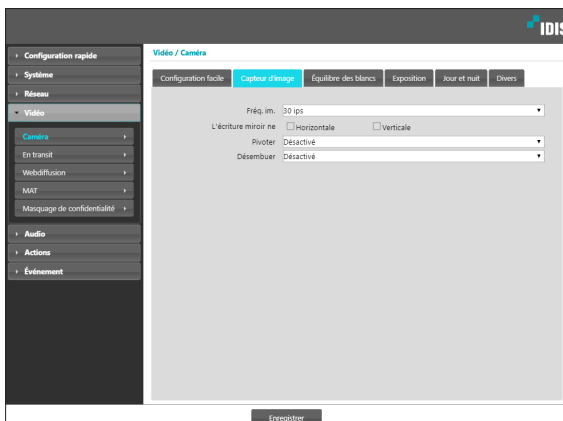 IDIS
Configuration rapide
Système
Réseau
Vidéo
Caméra
En transit
Webdiffusion
MAT
Masquage de confidentialité
Audio
Actions
Événement
Vidéo / Caméra
Configuration facile Capteur d'image Équilibre des blancs Exposition Jour et nuit Divers
Fréq. im. 30 ips
L'écriture miroir ne Horizontale Verticale
Pivoter Désactivé
Désembuer Désactivé
Enregistrer